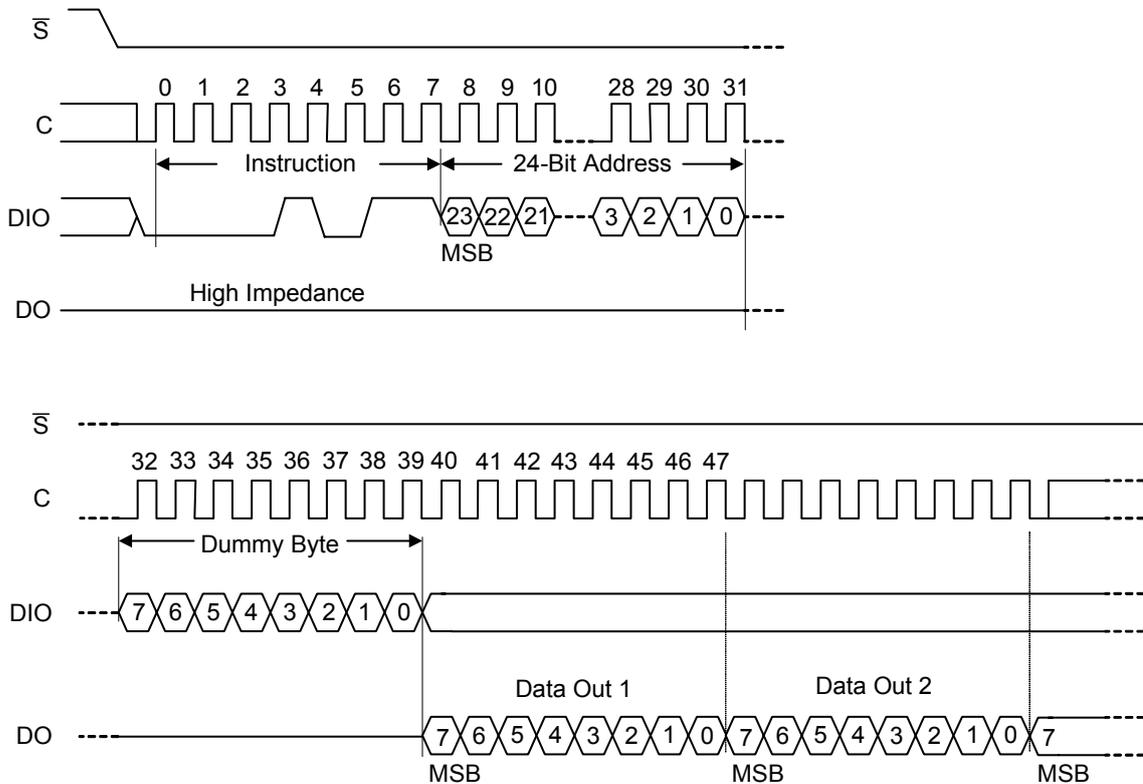 S̅
0 1 2 3 4 5 6 7 8 9 10 28 29 30 31
C
Instruction 24-Bit Address
DIO 23 22 21 3 2 1 0
MSB
High Impedance
DO
S̅
32 33 34 35 36 37 38 39 40 41 42 43 44 45 46 47
C
Dummy Byte
DIO 7 6 5 4 3 2 1 0
Data Out 1 Data Out 2
DO 7 6 5 4 3 2 1 0 7 6 5 4 3 2 1 0 7
MSB MSB MSB